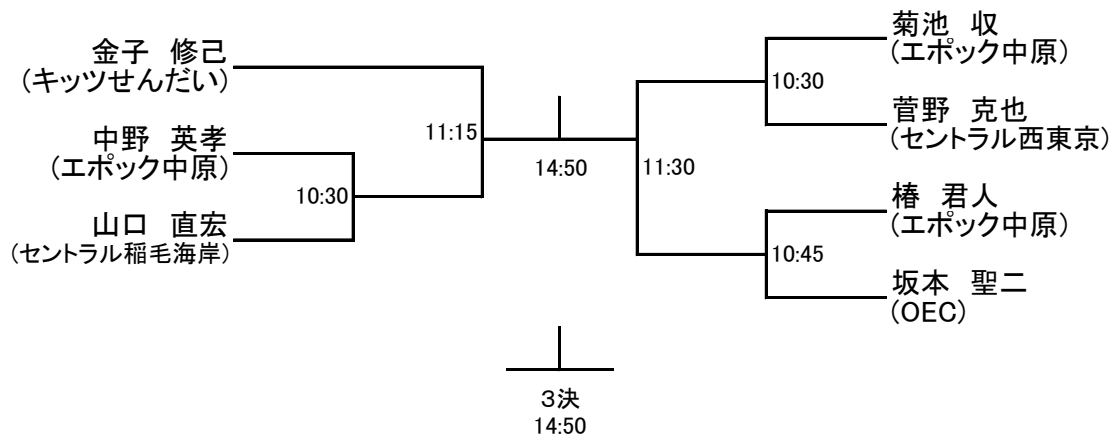 金子　修己
(キッツせんだい)
中野　英孝
(エポック中原)
山口　直宏
(セントラル稲毛海岸)
10:30
11:15
14:50
11:30
菊池　収
(エポック中原)
10:30
菅野　克也
(セントラル西東京)
椿　君人
(エポック中原)
10:45
坂本　聖二
(OEC)
３決
14:50